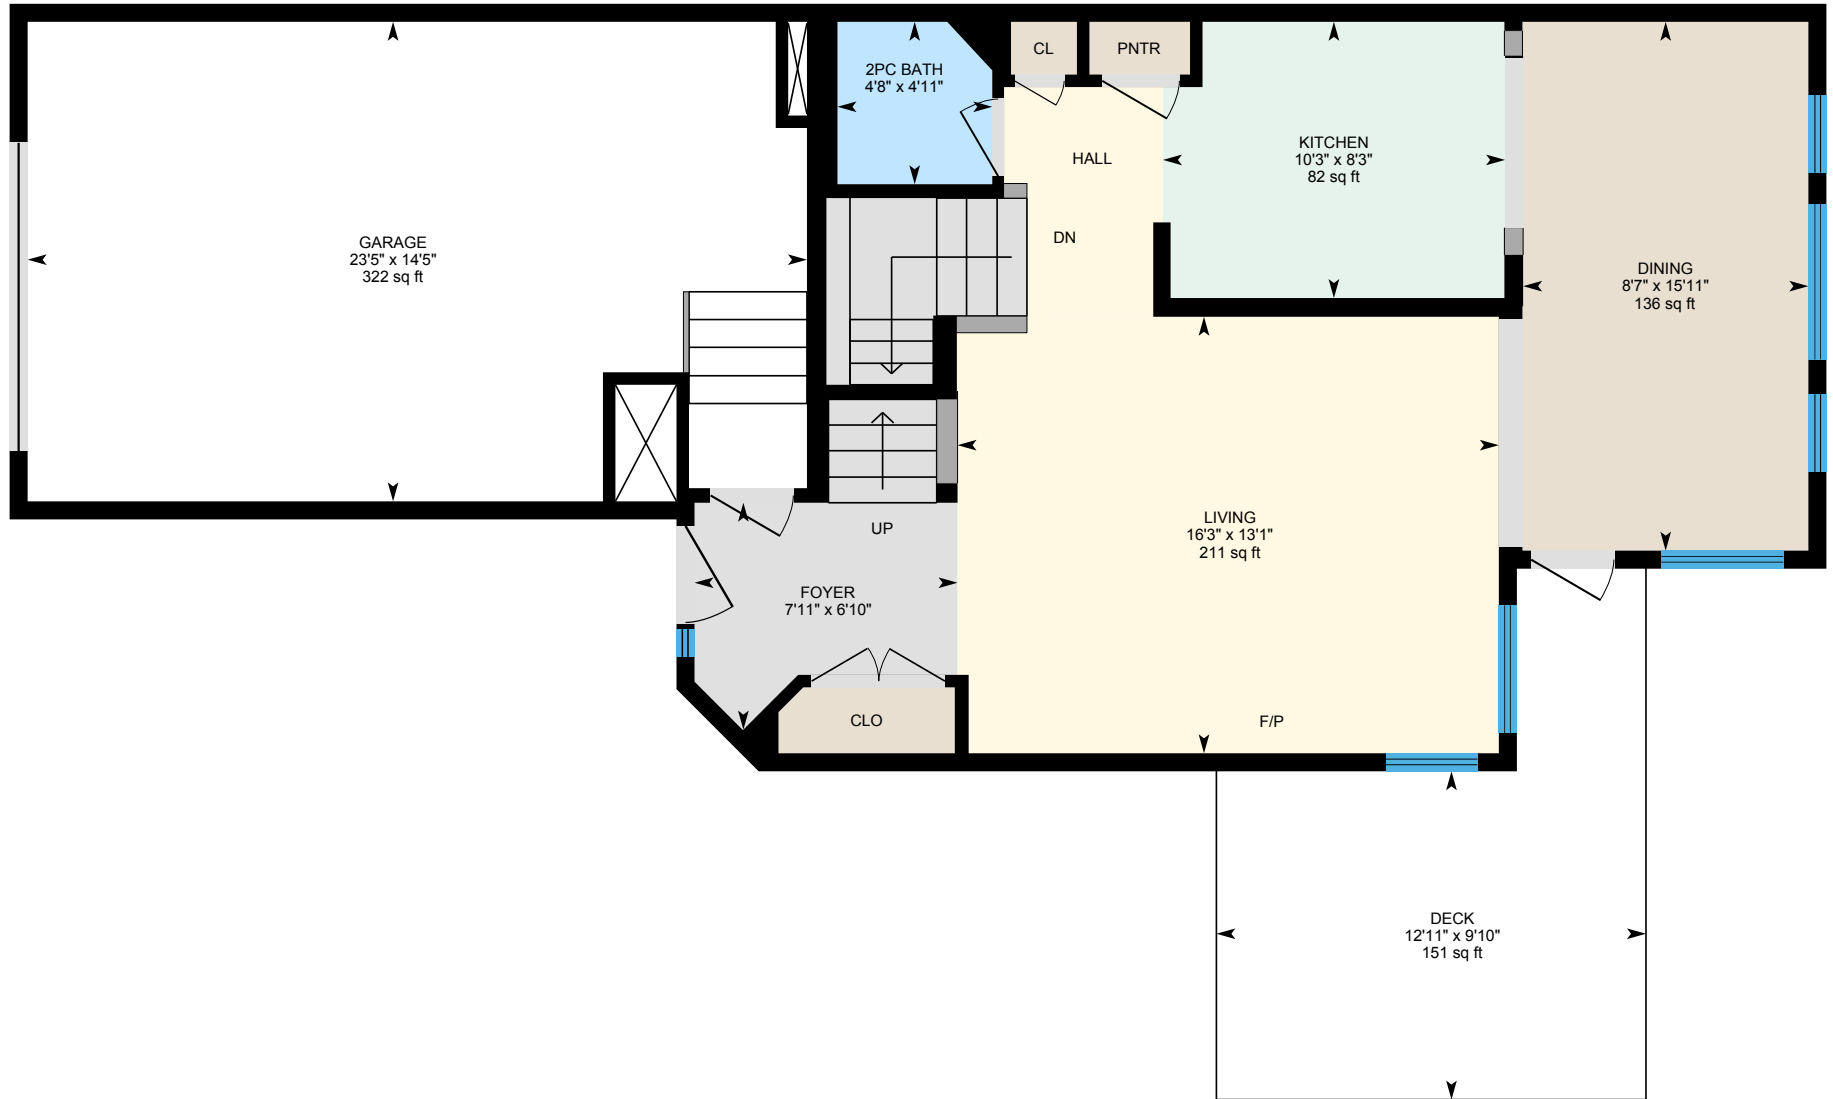 2PC BATH
4'8" x 4'11"
CL
PNTR
KITCHEN
10'3" x 8'3"
82 sq ft
HALL
DN
GARAGE
23'5" x 14'5"
322 sq ft
DINING
8'7" x 15'11"
136 sq ft
UP
LIVING
16'3" x 13'1"
211 sq ft
FOYER
7'11" x 6'10"
CLO
F/P
DECK
12'11" x 9'10"
151 sq ft